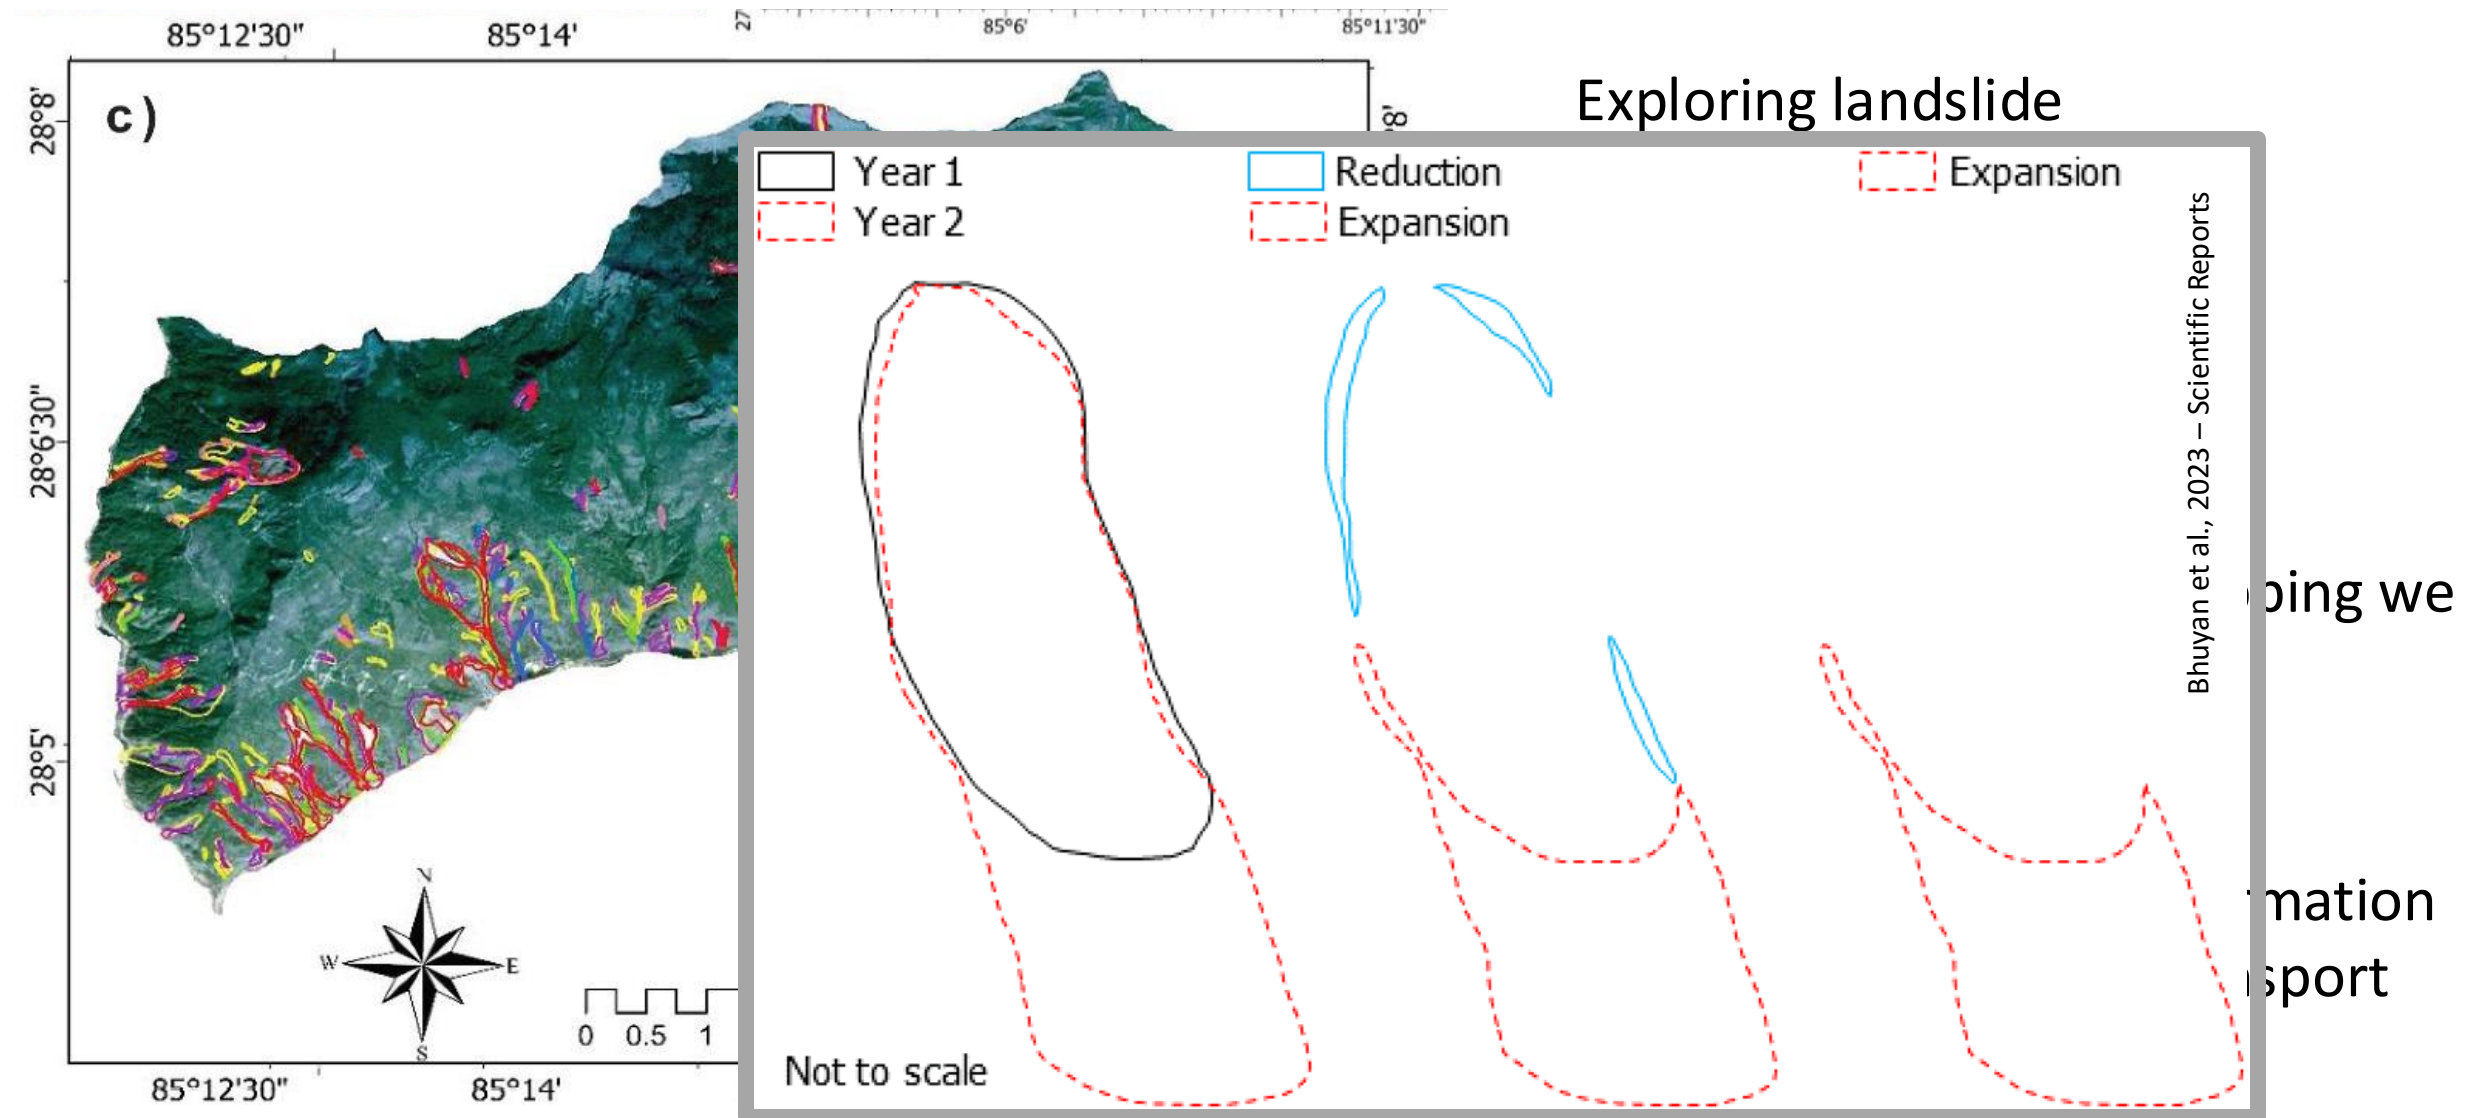 27
85°6'
85°11'30"
85°12'30"
85°14'
Exploring landslide
28°8'
c)
8'
Year 1
Reduction
Expansion
Year 2
Expansion
Bhuyan et al., 2023 – Scientific Reports
28°6'30"
ping we
28°5'
N
W
E
S
mation
sport
0 0.5 1
Not to scale
85°12'30"
85°14'